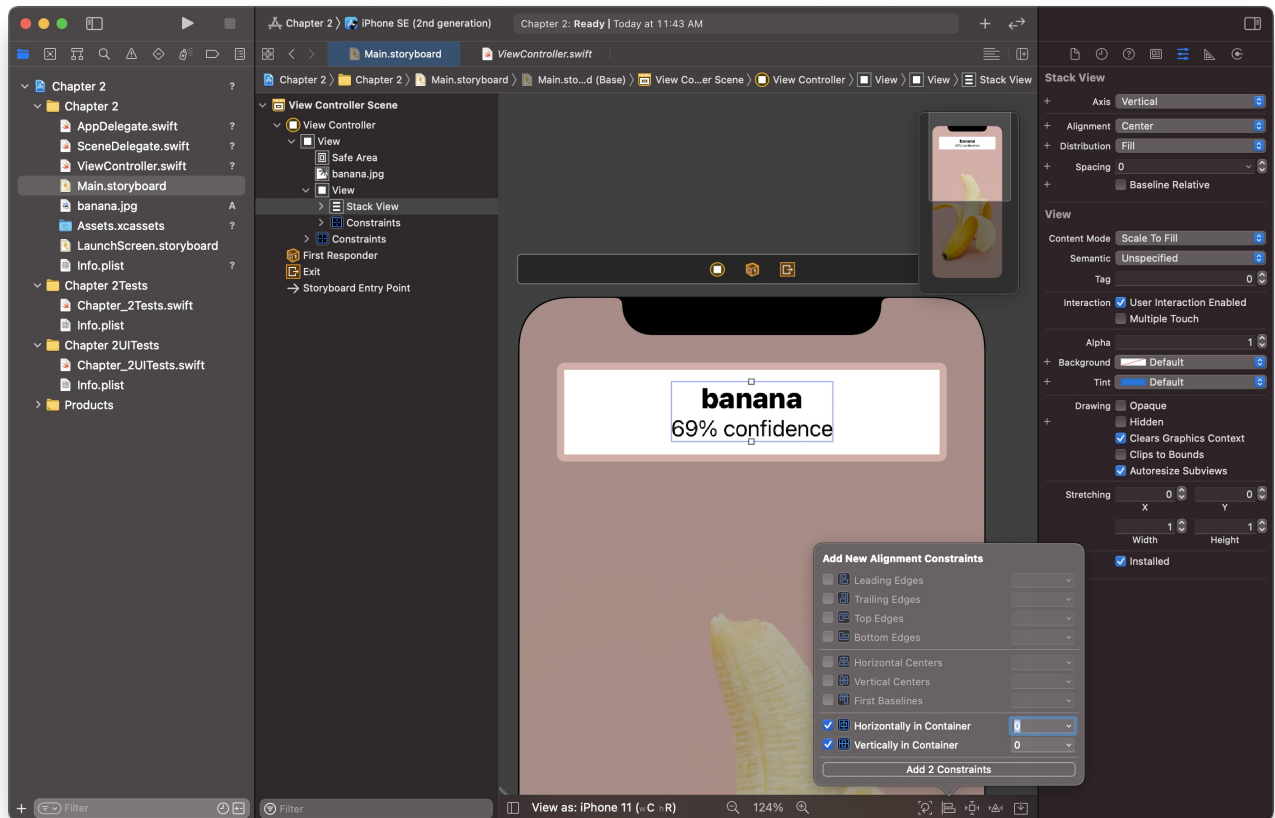 Chapter 2 〉 iPhone SE (2nd generation)
Chapter 2: Ready | Today at 11:43 AM
Main.storyboard
ViewController.swift
Chapter 2 〉 Chapter 2 〉 Main.storyboard 〉 Main.sto...d (Base) 〉 View Co...er Scene 〉 View Controller 〉 View 〉 View 〉 Stack View
Chapter 2 ?
Chapter 2
AppDelegate.swift ?
SceneDelegate.swift ?
ViewController.swift ?
Main.storyboard
banana.jpg A
Assets.xcassets ?
LaunchScreen.storyboard
Info.plist ?
Chapter 2Tests
Chapter_2Tests.swift
Info.plist
Chapter 2UITests
Chapter_2UITests.swift
Info.plist
Products
Filter
View Controller Scene
View Controller
View
Safe Area
banana.jpg
View
Stack View
Constraints
Constraints
First Responder
Exit
Storyboard Entry Point
Filter
banana
69% confidence
banana
69% confidence
Add New Alignment Constraints
Leading Edges
Trailing Edges
Top Edges
Bottom Edges
Horizontal Centers
Vertical Centers
First Baselines
Horizontally in Container 0
Vertically in Container 0
Add 2 Constraints
View as: iPhone 11 (wC hR)
124%
Stack View
Axis Vertical
Alignment Center
Distribution Fill
Spacing 0
Baseline Relative
View
Content Mode Scale To Fill
Semantic Unspecified
Tag 0
Interaction User Interaction Enabled
Multiple Touch
Alpha 1
Background Default
Tint Default
Drawing Opaque
Hidden
Clears Graphics Context
Clips to Bounds
Autoresize Subviews
Stretching 0 0
X Y
1 1
Width Height
Installed